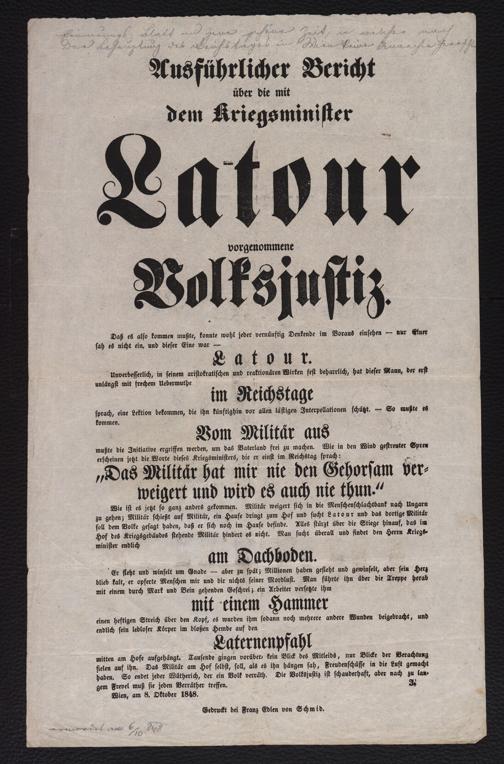 Erinnerungs-Blatt
Ausführlicher Bericht
über die mit
dem Kriegsminister
Latour
vorgenommene
Volksjustiz.
Daß es also kommen mußte, konnte wohl jeder vernünftig Denkende im Voraus einsehen — nur Einer
sah es nicht ein, und dieser Eine war —
Latour.
Unverbesserlich, in seinem aristokratischen und reaktionären Wirken fest beharrlich, hat dieser Mann, der erst
unlängst mit frechem Uebermuthe
im Reichstage
sprach, eine Lektion bekommen, die ihn künftighin vor allen lästigen Interpellationen schützt. — So mußte es
kommen.
Vom Militär aus
mußte die Initiative ergriffen werden, um das Vaterland frei zu machen. Wie in den Wind gestreuter Spreu
erscheinen jetzt die Worte dieses Kriegsministers, die er einst im Reichstag sprach:
„Das Militär hat mir nie den Gehorsam ver-
weigert und wird es auch nie thun.“
Wie ist es jetzt so ganz anders gekommen. Militär weigert sich in die Menschenschlachtbank nach Ungarn
zu gehen; Militär schießt auf Militär, ein Haufe dringt zum Hof und sucht Latour und das dortige Militär
soll dem Volke gesagt haben, daß er sich noch im Hause befinde. Alles stürzt über die Stiege hinauf, das im
Hof des Kriegsgebäuds stehende Militär hindert es nicht. Man sucht überall und findet den Herrn Kriegs-
minister endlich
am Dachboden.
Er fleht und winselt um Gnade — aber zu spät; Millionen haben gefleht und gewinselt, aber sein Herz
blieb kalt, er opferte Menschen mir und die nichts seiner Mordlust. Man führte ihn über die Treppe herab
mit einem durch Mark und Bein gehenden Geschrei; ein Arbeiter versetzte ihm
mit einem Hammer
einen heftigen Streich über den Kopf, es wurden ihm sodann noch mehrere andere Wunden beigebracht, und
endlich sein lebloser Körper im bloßen Hemde auf den
Laternenpfahl
mitten am Hofe aufgehängt. Tausende gingen vorüber, kein Blick des Mitleids, nur Blicke der Verachtung
fielen auf ihn. Das Militär am Hof selbst, soll, als es ihn hängen sah, Freudenschüsse in die Luft gemacht
haben. So endet jeder Wütherich, der ein Volk verräth. Die Volksjustiz ist schauderhaft, aber nach zu lan-
gem Frevel muß sie jeden Verräther treffen.
Wien, am 8. Oktober 1848.
Gedruckt bei Franz Edlen von Schmid.
6/10 848